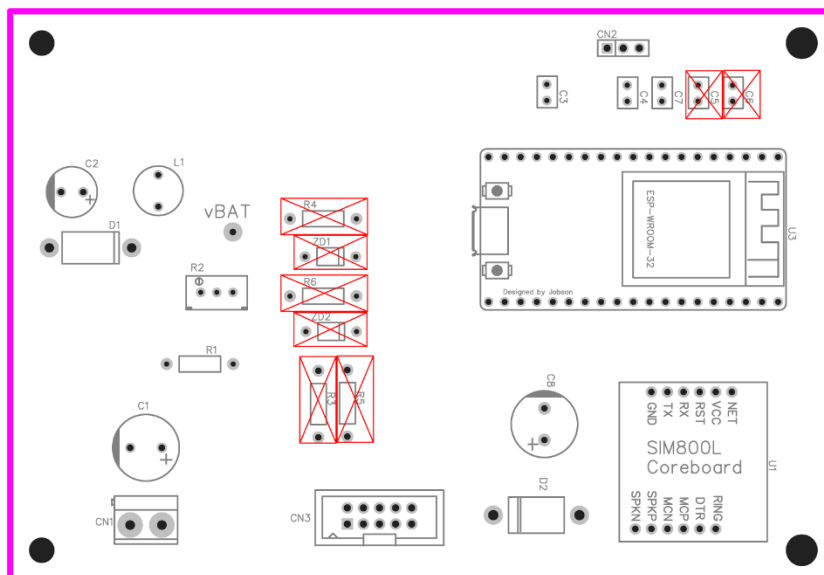 CN2
C3
C4
C7
C5
C6
C2
L1
vBAT
D1
R4
ZD1
R2
R6
ZD2
R1
R3
R5
ESP-WROOM-32
U3
Designed by Jobson
C1
C8
CN1
CN3
D2
GND
TX
RX
RST
VCC
NET
SIM800L
Coreboard
U1
SPKN
SPKP
MCN
MCP
DTR
RING